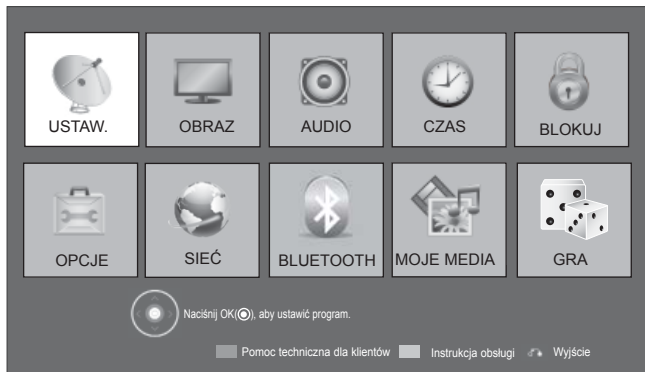 USTAW. OBRAZ AUDIO CZAS BLOKUJ
OPCJE SIEĆ BLUETOOTH MOJE MEDIA GRA
Naciśnij OK(◉), aby ustawić program.
Pomoc techniczna dla klientów Instrukcja obsługi Wyjście